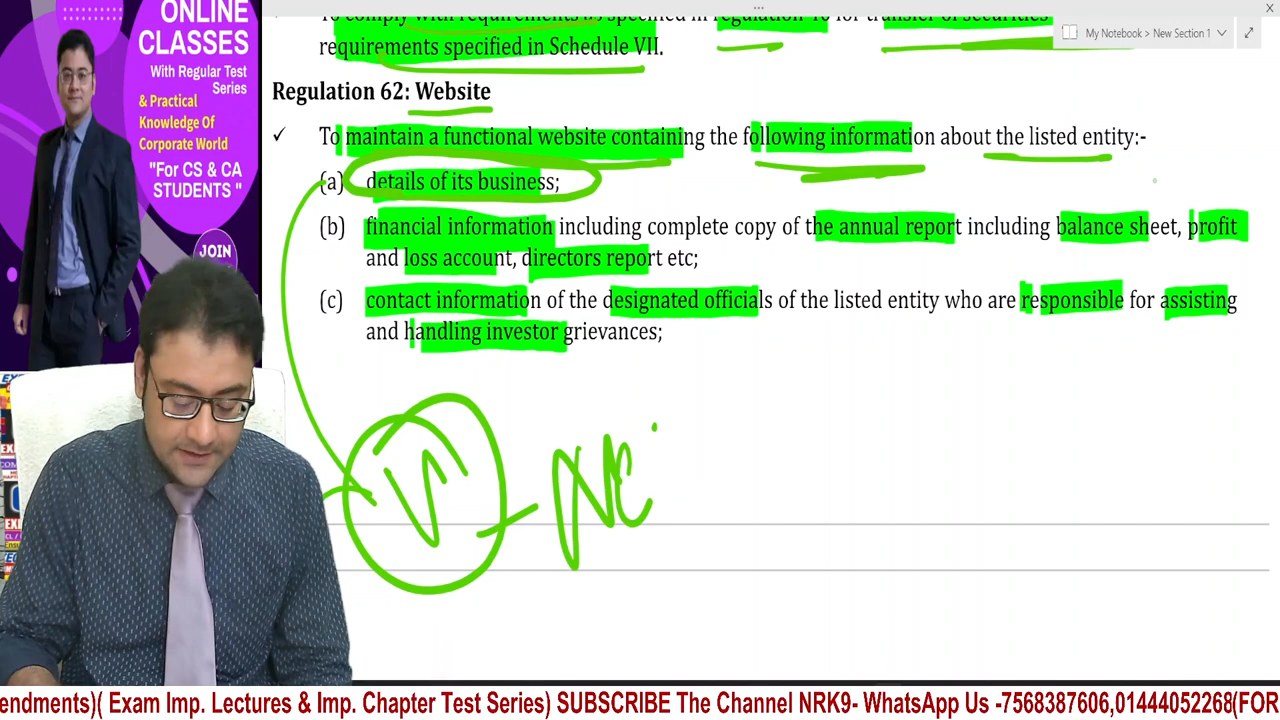 ONLINE
CLASSES
With Regular Test
Series
& Practical
Knowledge Of
Corporate World
"For CS & CA
STUDENTS "
JOIN
requirements specified in Schedule VII.
My Notebook > New Section 1
Regulation 62: Website
✓ To maintain a functional website containing the following information about the listed entity:-
(a) details of its business;
(b) financial information including complete copy of the annual report including balance sheet, profit
and loss account, directors report etc;
(c) contact information of the designated officials of the listed entity who are responsible for assisting
and handling investor grievances;
endments)( Exam Imp. Lectures & Imp. Chapter Test Series) SUBSCRIBE The Channel NRK9- WhatsApp Us -7568387606,01444052268(FOR